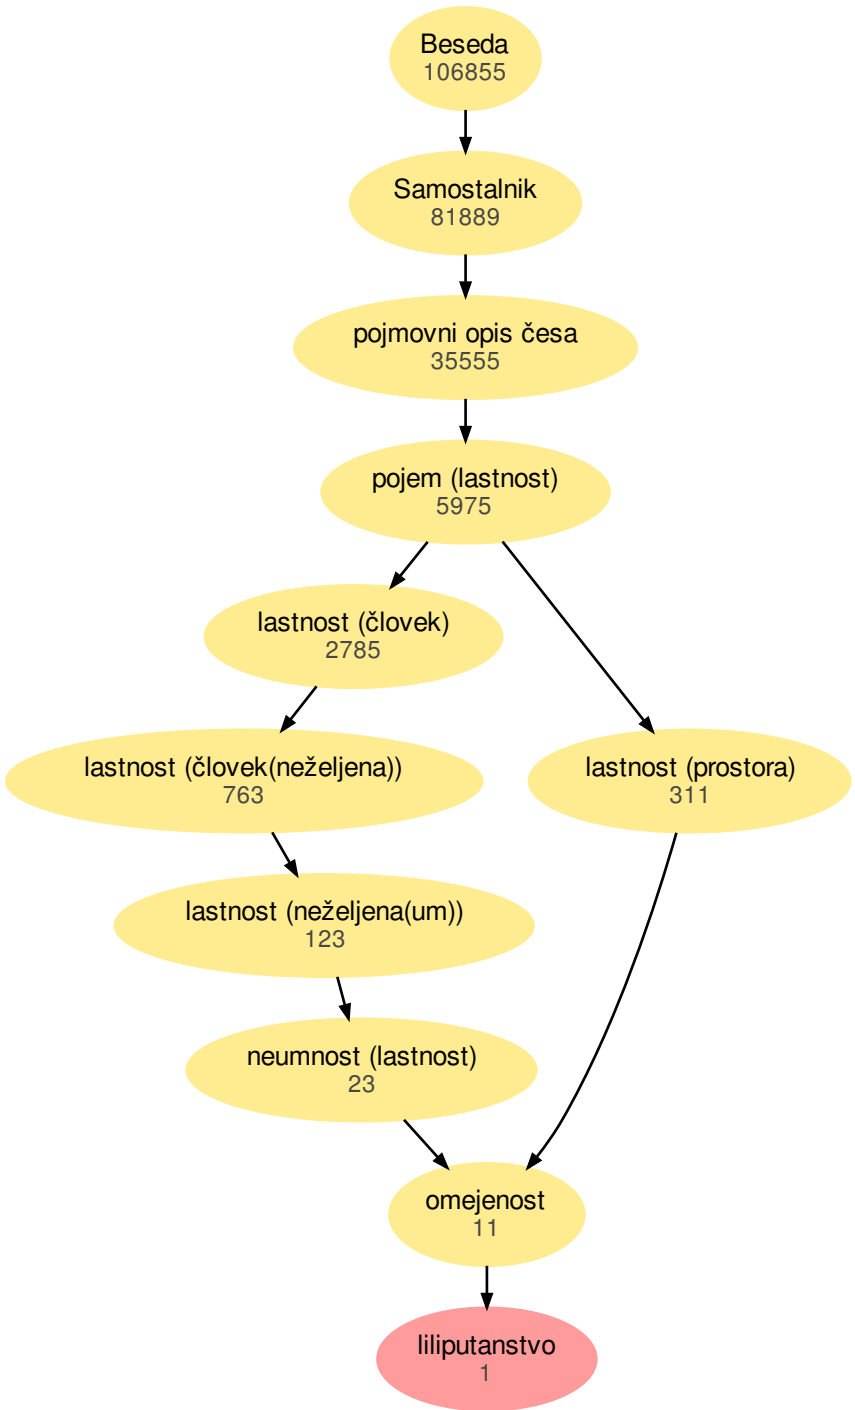 Beseda
106855
Samostalnik
81889
pojmovni opis česa
35555
pojem (lastnost)
5975
lastnost (človek)
2785
lastnost (človek(neželjena))
763
lastnost (prostora)
311
lastnost (neželjena(um))
123
neumnost (lastnost)
23
omejenost
11
liliputanstvo
1